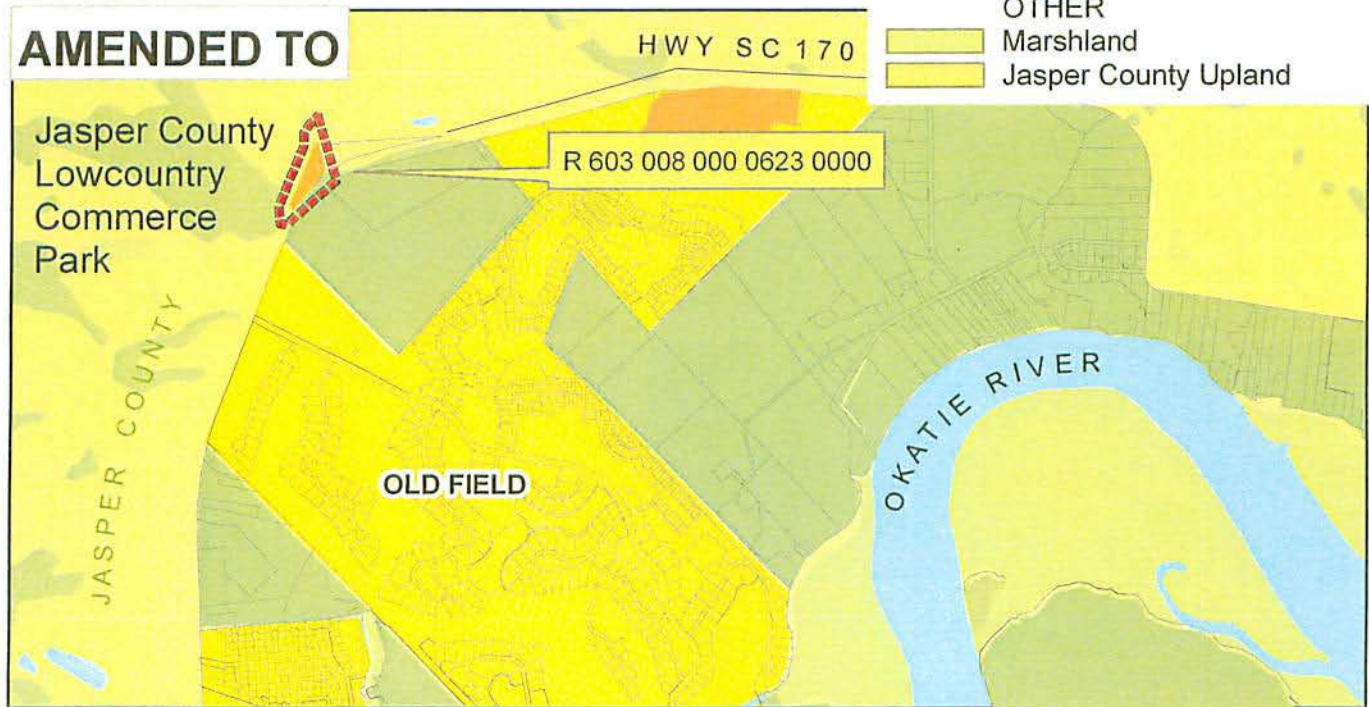 AMENDED TO
HWY SC 170
OTHER
Marshland
Jasper County Upland
Jasper County
Lowcountry
Commerce
Park
R 603 008 000 0623 0000
JASPER COUNTY
OLD FIELD
OKATIE RIVER